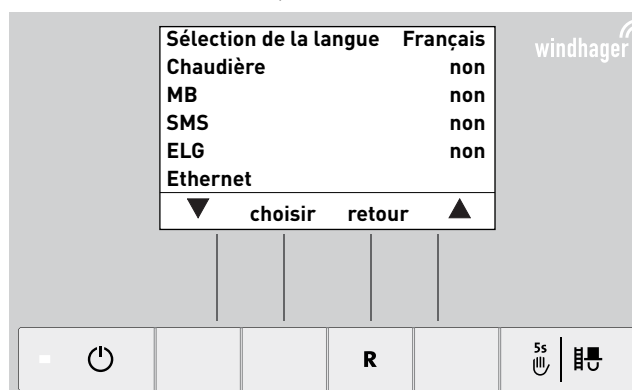 Sélection de la langue Français
windhager
Chaudière non
MB non
SMS non
ELG non
Ethernet
choisir retour
R
5s